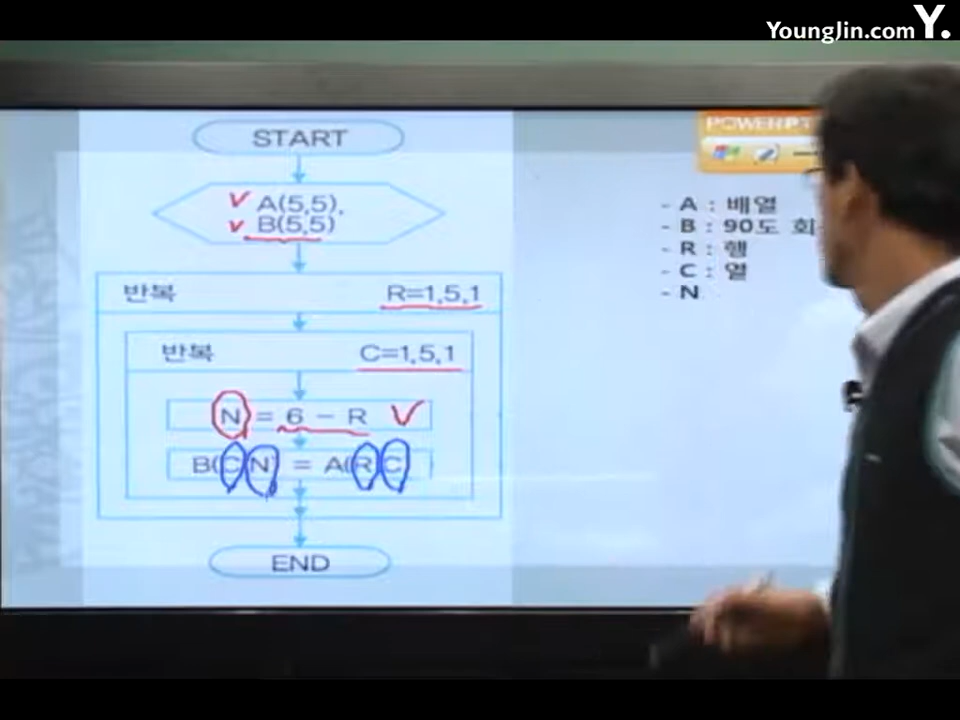 YoungJin.com Y.
START
A(5,5),
B(5,5)
반복 R=1,5,1
반복 C=1,5,1
N = 6 - R
B(C,N) = A(R,C)
END
POWERP
- A : 배열
- B : 90도 회
- R : 행
- C : 열
- N